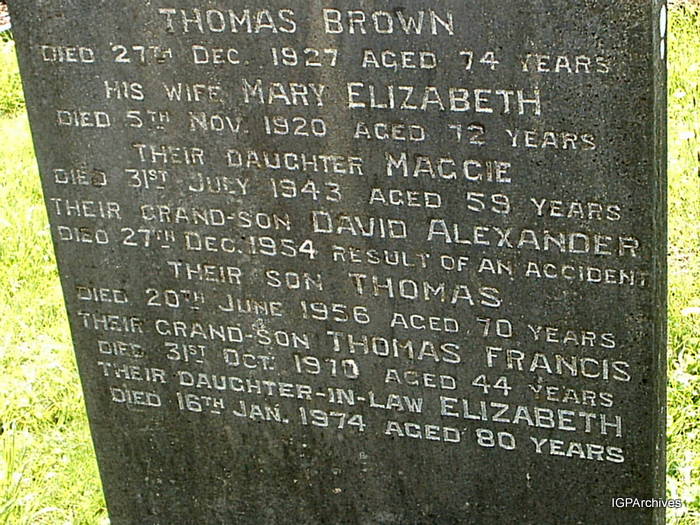 THOMAS BROWN
DIED 27TH DEC. 1927 AGED 74 YEARS
HIS WIFE MARY ELIZABETH
DIED 5TH NOV. 1920 AGED 72 YEARS
THEIR DAUGHTER MAGGIE
DIED 31ST JULY 1943 AGED 59 YEARS
THEIR GRAND-SON DAVID ALEXANDER
DIED 27TH DEC. 1954 RESULT OF AN ACCIDENT
THEIR SON THOMAS
DIED 20TH JUNE 1956 AGED 70 YEARS
THEIR GRAND-SON THOMAS FRANCIS
DIED 31ST OCT. 1970 AGED 44 YEARS
THEIR DAUGHTER-IN-LAW ELIZABETH
DIED 16TH JAN. 1974 AGED 80 YEARS
IGPArchives